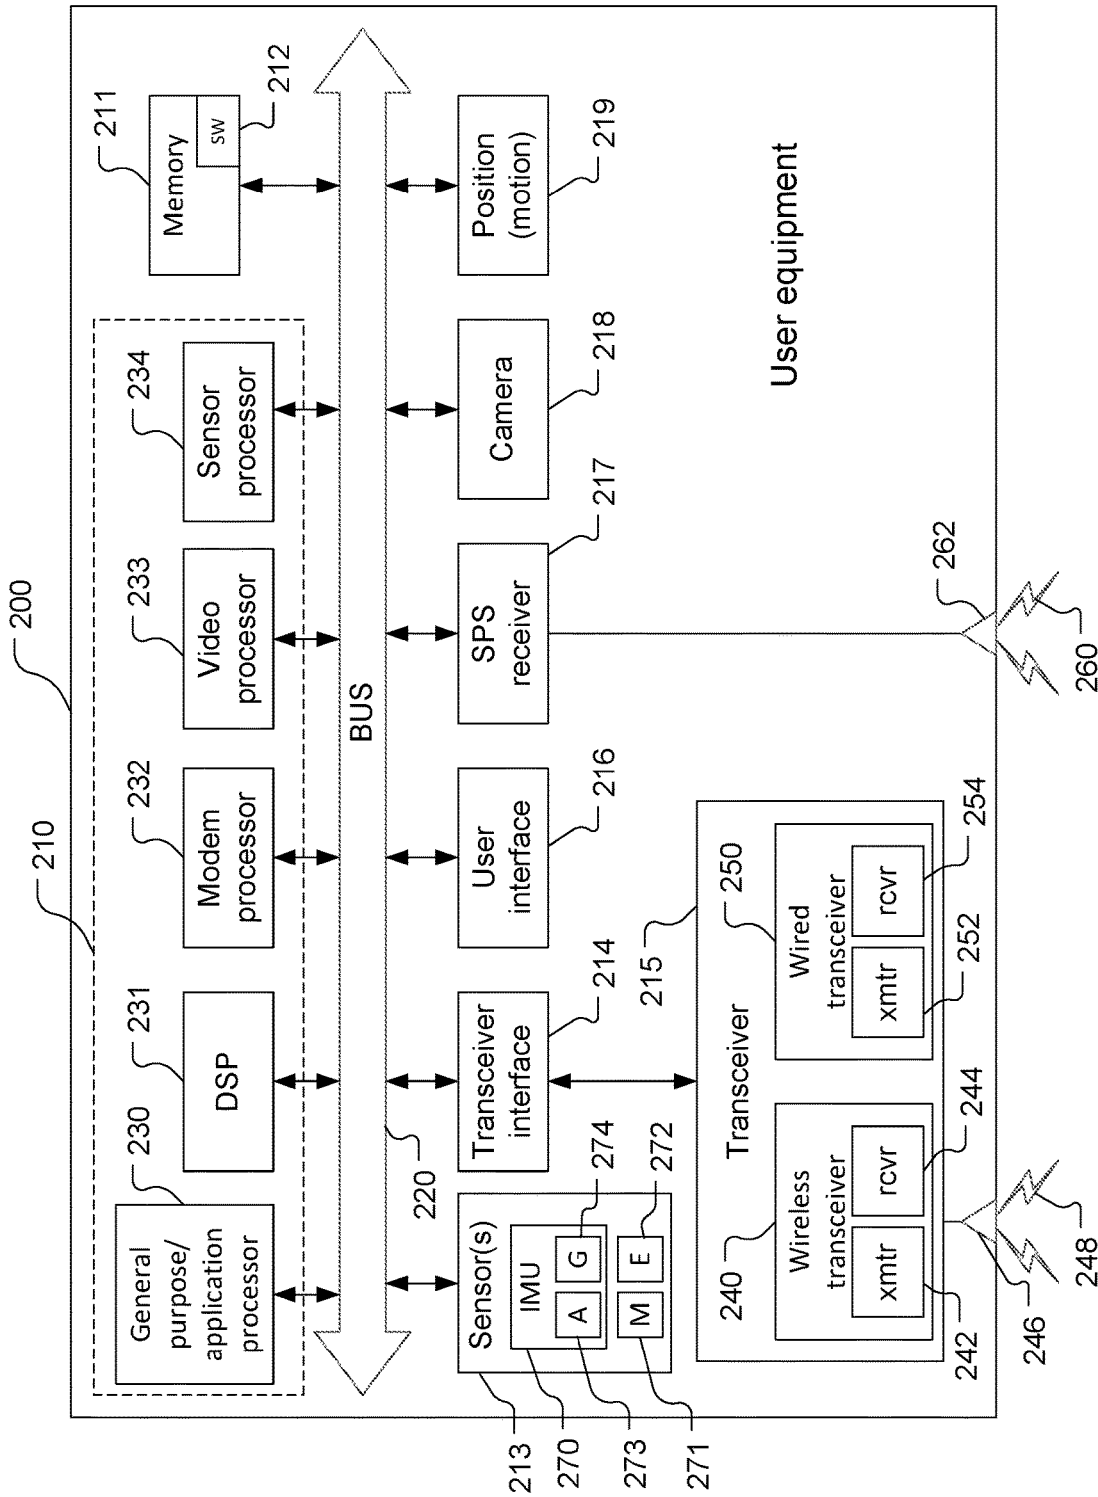 200
210
230
231
232
233
234
211
General
purpose/
application
processor
DSP
Modem
processor
Video
processor
Sensor
processor
Memory
SW
212
BUS
220
Sensor(s)
IMU
A
G
M
E
213
270
273
271
274
272
Transceiver
interface
214
User
interface
216
SPS
receiver
217
Camera
218
Position
(motion)
219
215
Transceiver
240
Wireless
transceiver
xmtr
rcvr
242
244
250
Wired
transceiver
xmtr
rcvr
252
254
246
248
262
260
User equipment